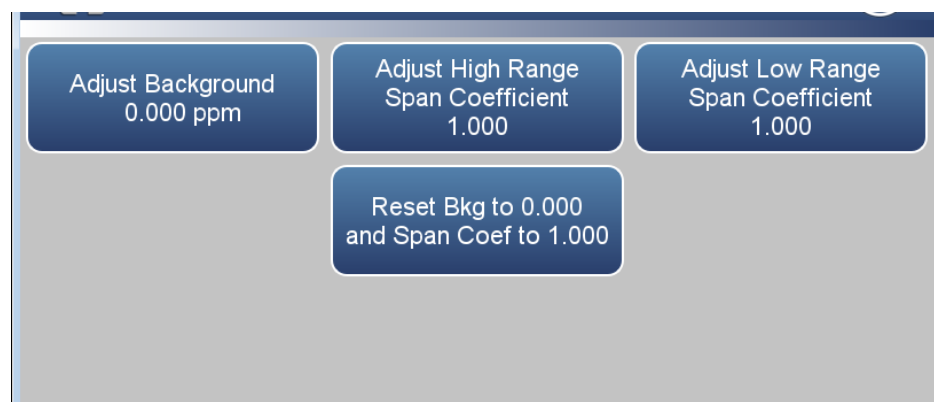 Adjust Background
0.000 ppm
Adjust High Range
Span Coefficient
1.000
Adjust Low Range
Span Coefficient
1.000
Reset Bkg to 0.000
and Span Coef to 1.000